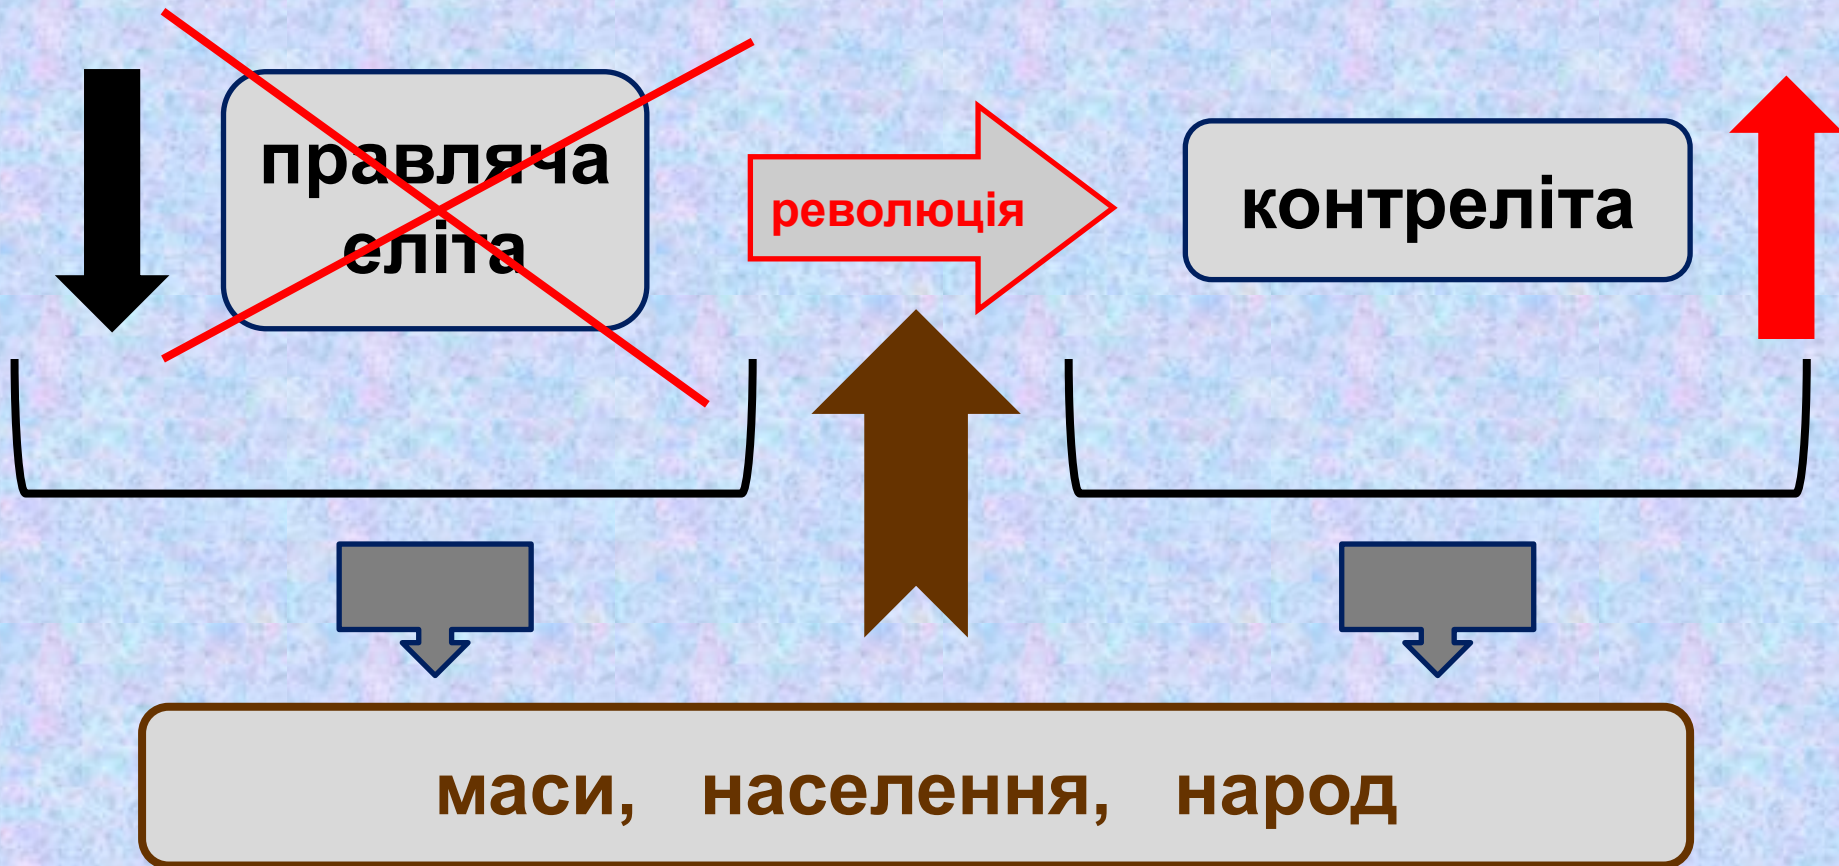 правляча
еліта
революція
контреліта
маси, населення, народ